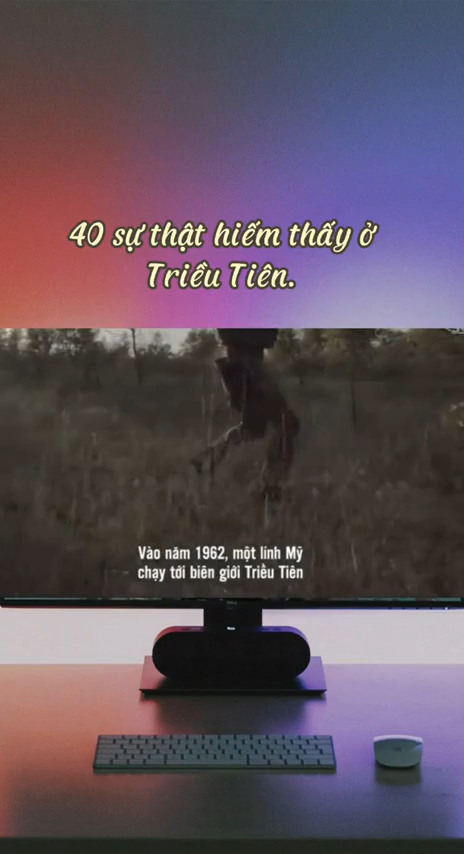 40 sự thật hiếm thấy ở
Triều Tiên.
Vào năm 1962, một lính Mỹ
chạy tới biên giới Triều Tiên